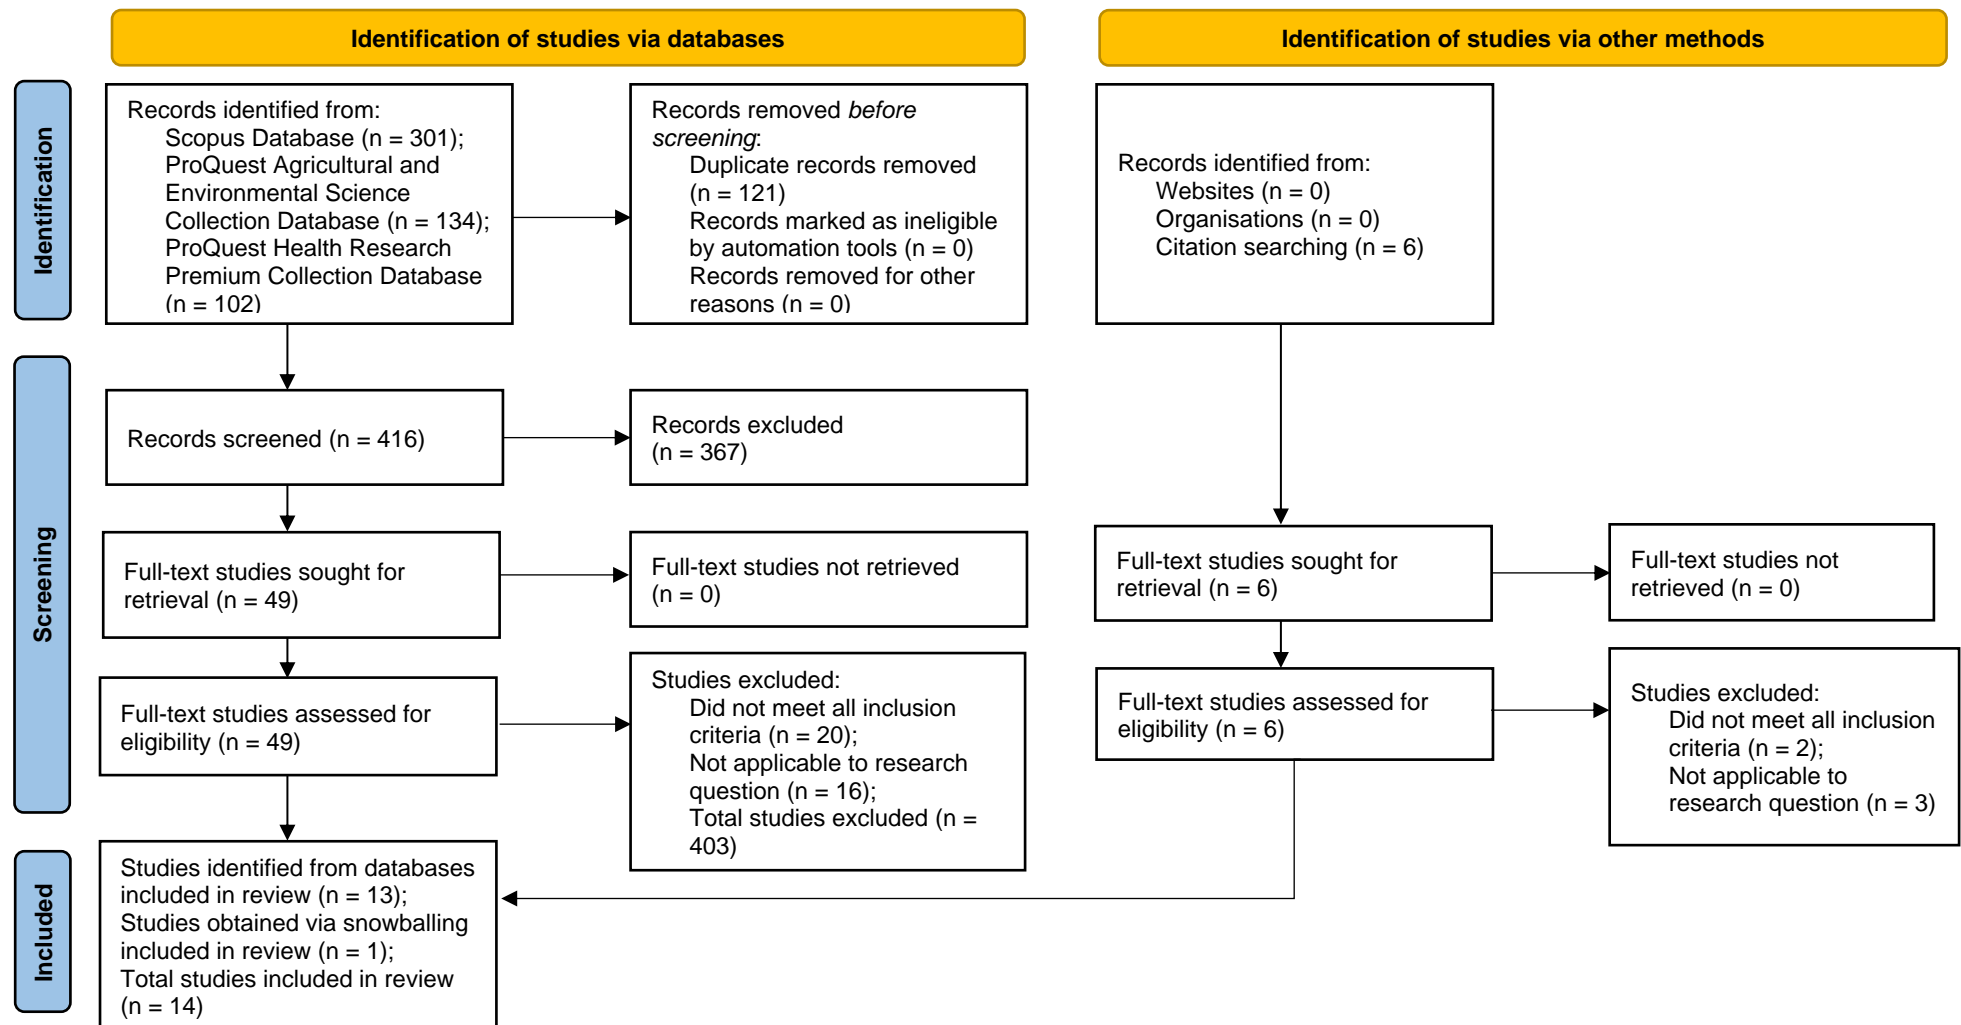 Identification of studies via databases
Identification of studies via other methods
Identification
Records identified from:
Scopus Database (n = 301);
ProQuest Agricultural and
Environmental Science
Collection Database (n = 134);
ProQuest Health Research
Premium Collection Database
(n = 102)
Records removed before
screening:
Duplicate records removed
(n = 121)
Records marked as ineligible
by automation tools (n = 0)
Records removed for other
reasons (n = 0)
Records identified from:
Websites (n = 0)
Organisations (n = 0)
Citation searching (n = 6)
Screening
Records screened (n = 416)
Records excluded
(n = 367)
Full-text studies sought for
retrieval (n = 49)
Full-text studies not retrieved
(n = 0)
Full-text studies sought for
retrieval (n = 6)
Full-text studies not
retrieved (n = 0)
Full-text studies assessed for
eligibility (n = 49)
Studies excluded:
Did not meet all inclusion
criteria (n = 20);
Not applicable to research
question (n = 16);
Total studies excluded (n =
403)
Full-text studies assessed for
eligibility (n = 6)
Studies excluded:
Did not meet all inclusion
criteria (n = 2);
Not applicable to
research question (n = 3)
Included
Studies identified from databases
included in review (n = 13);
Studies obtained via snowballing
included in review (n = 1);
Total studies included in review
(n = 14)